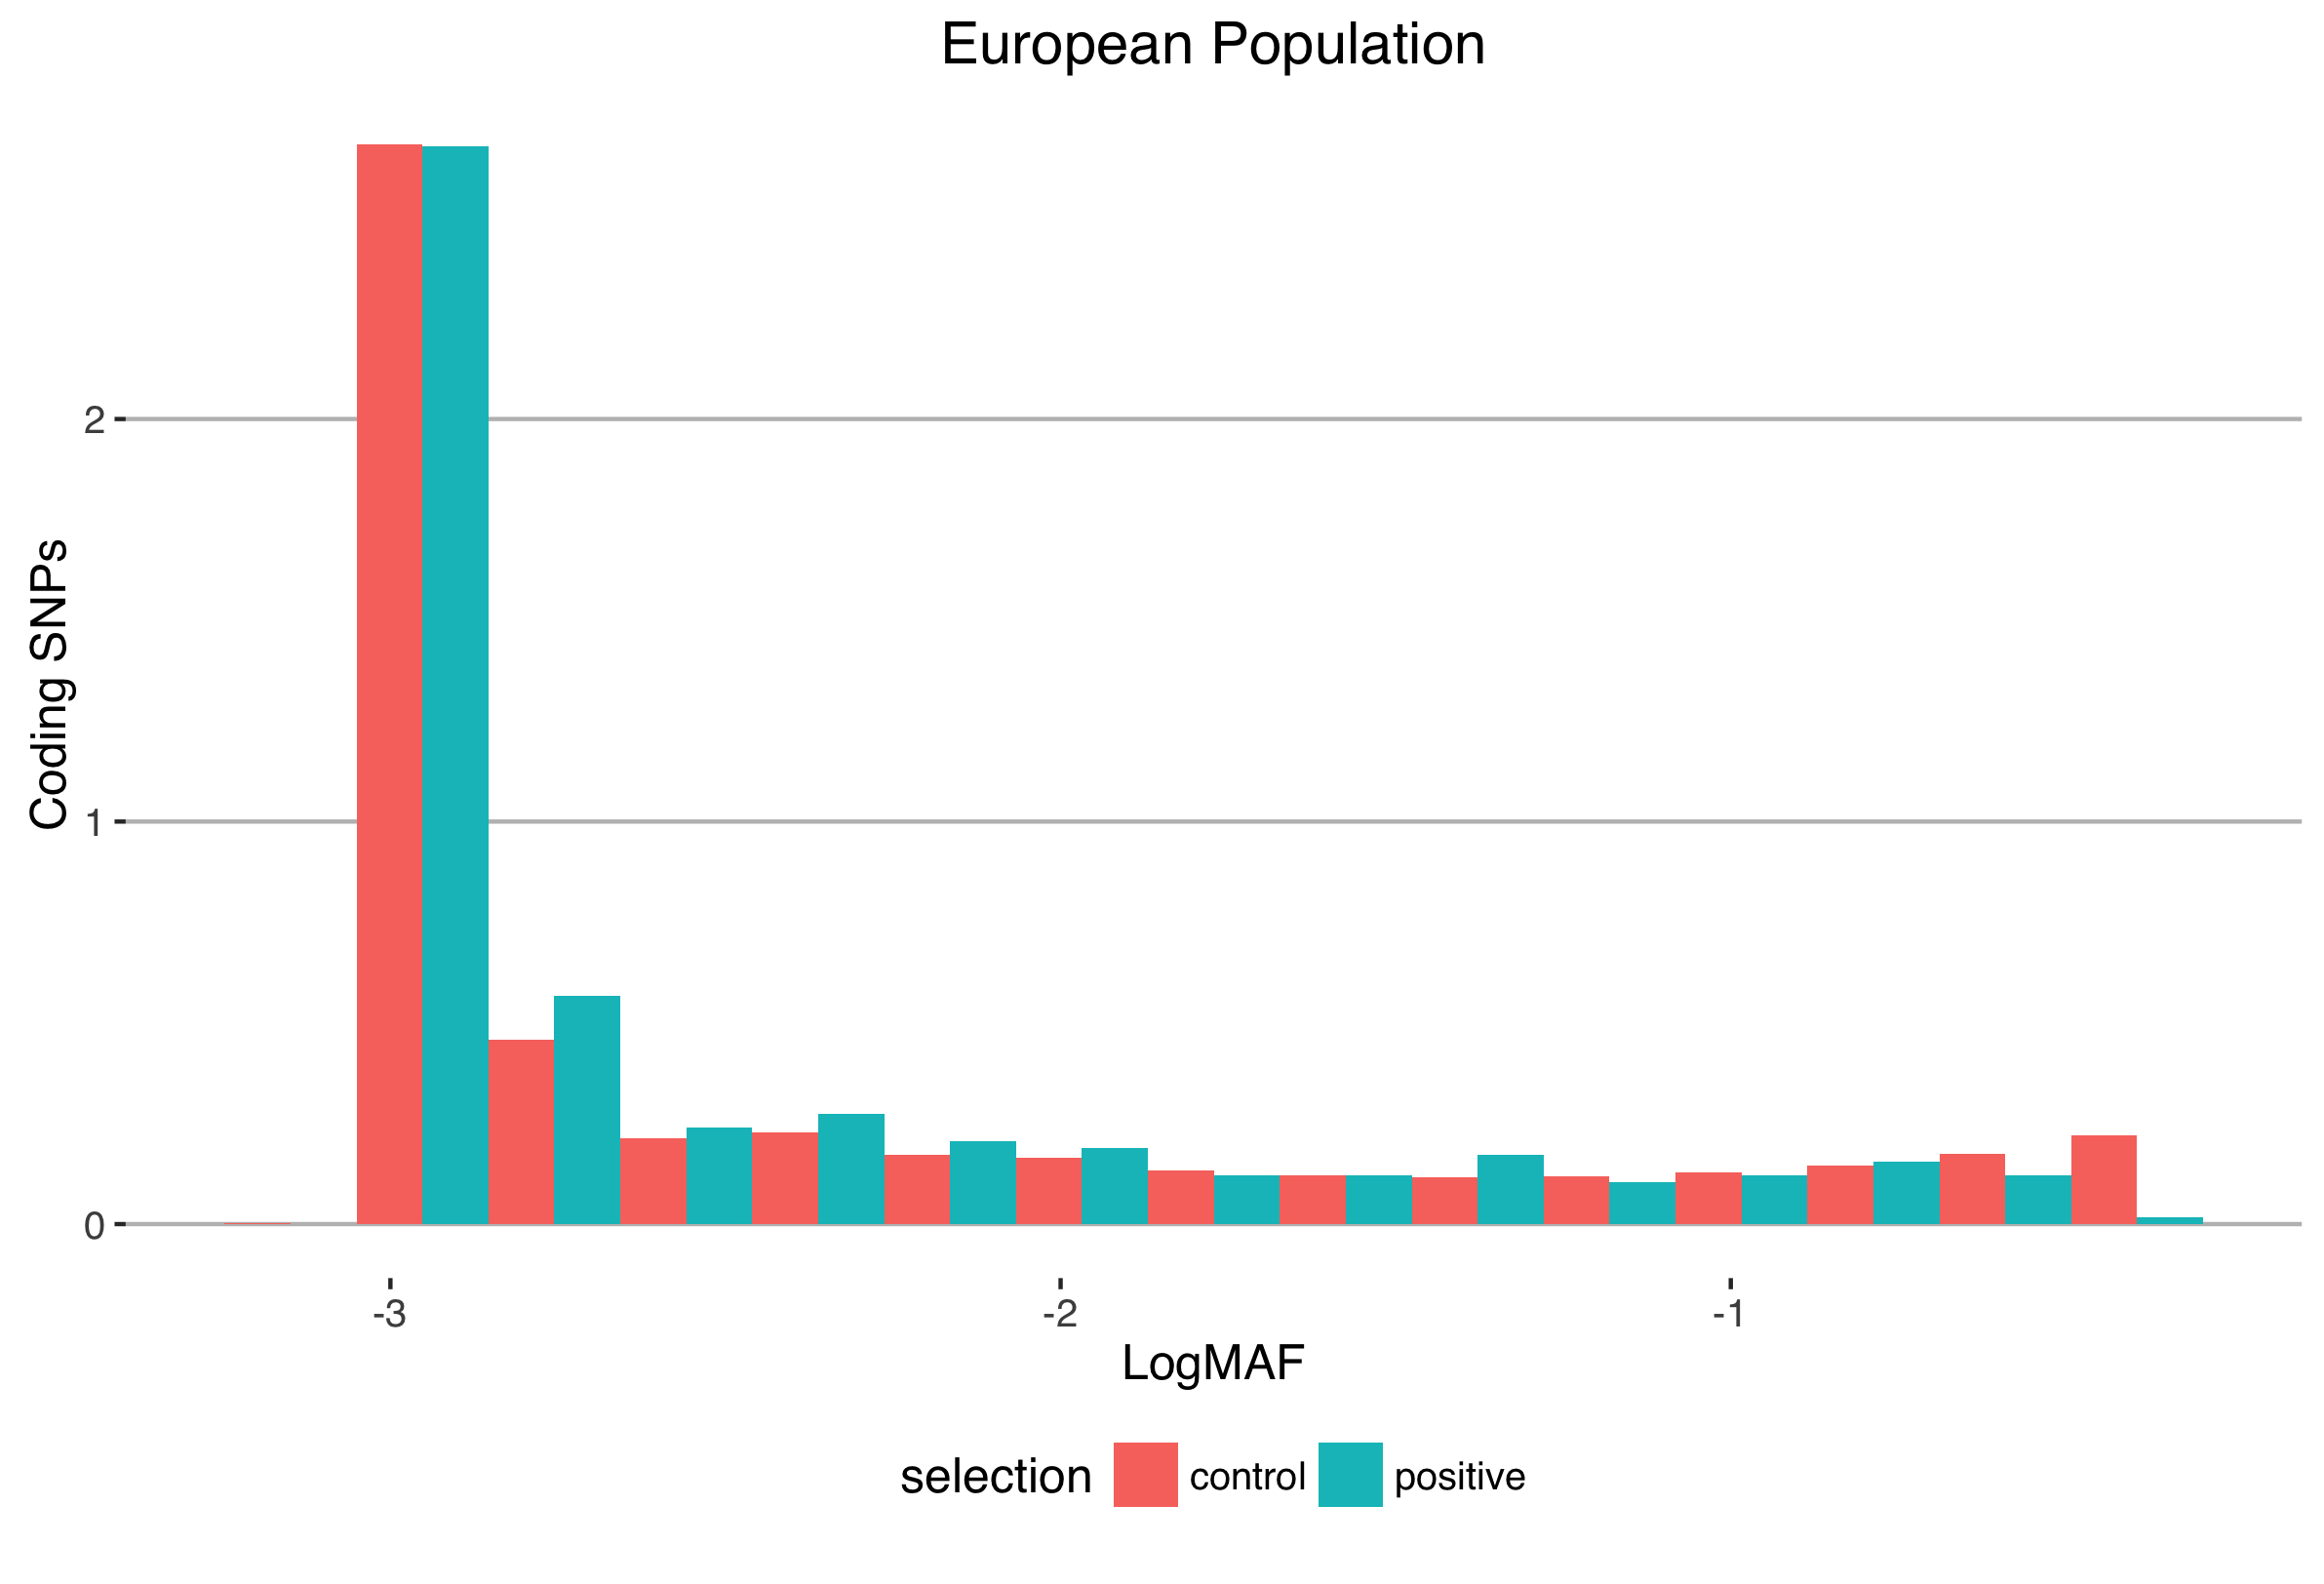 European Population
Coding SNPs
2
1
0
-3 -2 -1
LogMAF
selection control positive